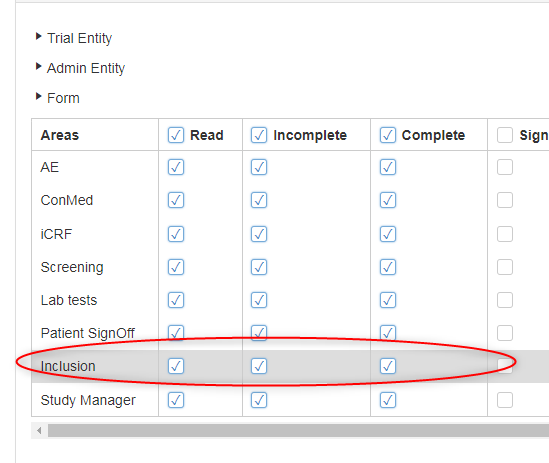 Trial Entity
Admin Entity
Form
Areas Read Incomplete Complete Sign
AE
ConMed
iCRF
Screening
Lab tests
Patient SignOff
Inclusion
Study Manager